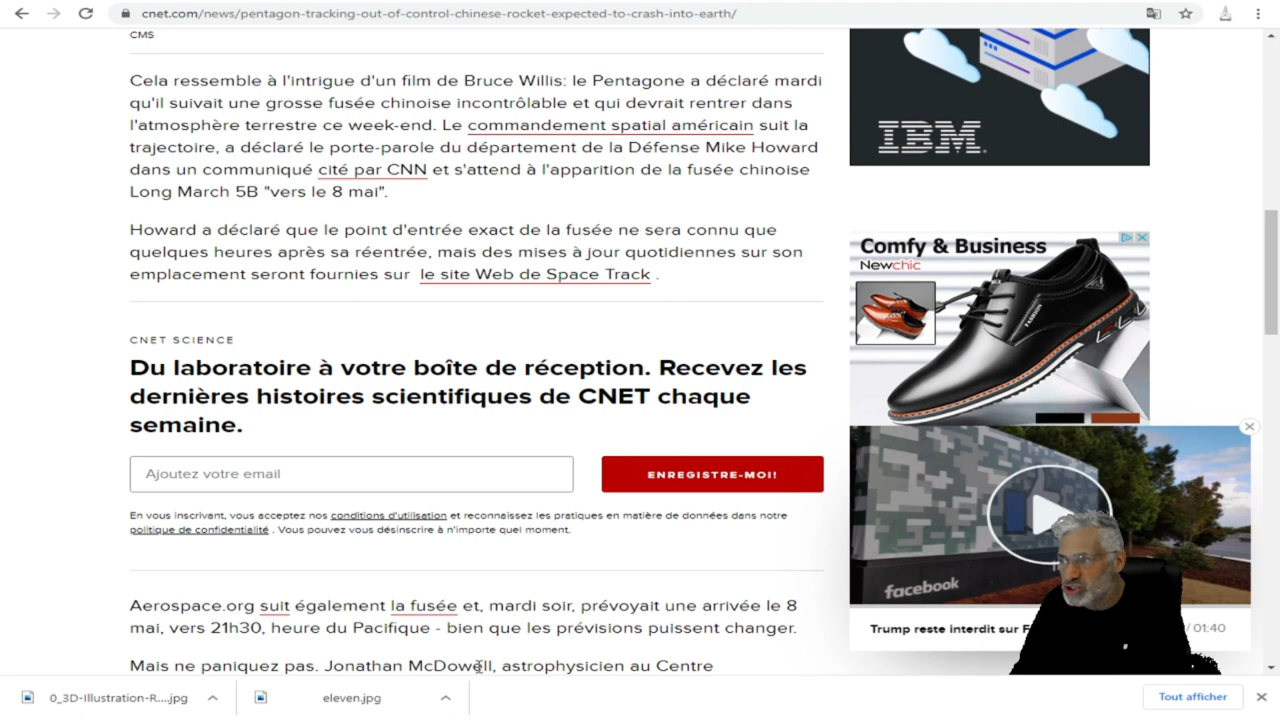 cnet.com/news/pentagon-tracking-out-of-control-chinese-rocket-expected-to-crash-into-earth/
CMS
Cela ressemble à l'intrigue d'un film de Bruce Willis: le Pentagone a déclaré mardi
qu'il suivait une grosse fusée chinoise incontrôlable et qui devrait rentrer dans
l'atmosphère terrestre ce week-end. Le commandement spatial américain suit la
trajectoire, a déclaré le porte-parole du département de la Défense Mike Howard
dans un communiqué cité par CNN et s'attend à l'apparition de la fusée chinoise
Long March 5B "vers le 8 mai".
Howard a déclaré que le point d'entrée exact de la fusée ne sera connu que
quelques heures après sa réentrée, mais des mises à jour quotidiennes sur son
emplacement seront fournies sur le site Web de Space Track .
CNET SCIENCE
Du laboratoire à votre boîte de réception. Recevez les
dernières histoires scientifiques de CNET chaque
semaine.
Ajoutez votre email
ENREGISTRE-MOI!
En vous inscrivant, vous acceptez nos conditions d'utilisation et reconnaissez les pratiques en matière de données dans notre
politique de confidentialité . Vous pouvez vous désinscrire à n'importe quel moment.
Aerospace.org suit également la fusée et, mardi soir, prévoyait une arrivée le 8
mai, vers 21h30, heure du Pacifique - bien que les prévisions puissent changer.
Mais ne paniquez pas. Jonathan McDowell, astrophysicien au Centre
IBM
Comfy & Business
Newchic
FASHION
facebook
Trump reste interdit sur
/ 01:40
0_3D-Illustration-R....jpg
eleven.jpg
Tout afficher